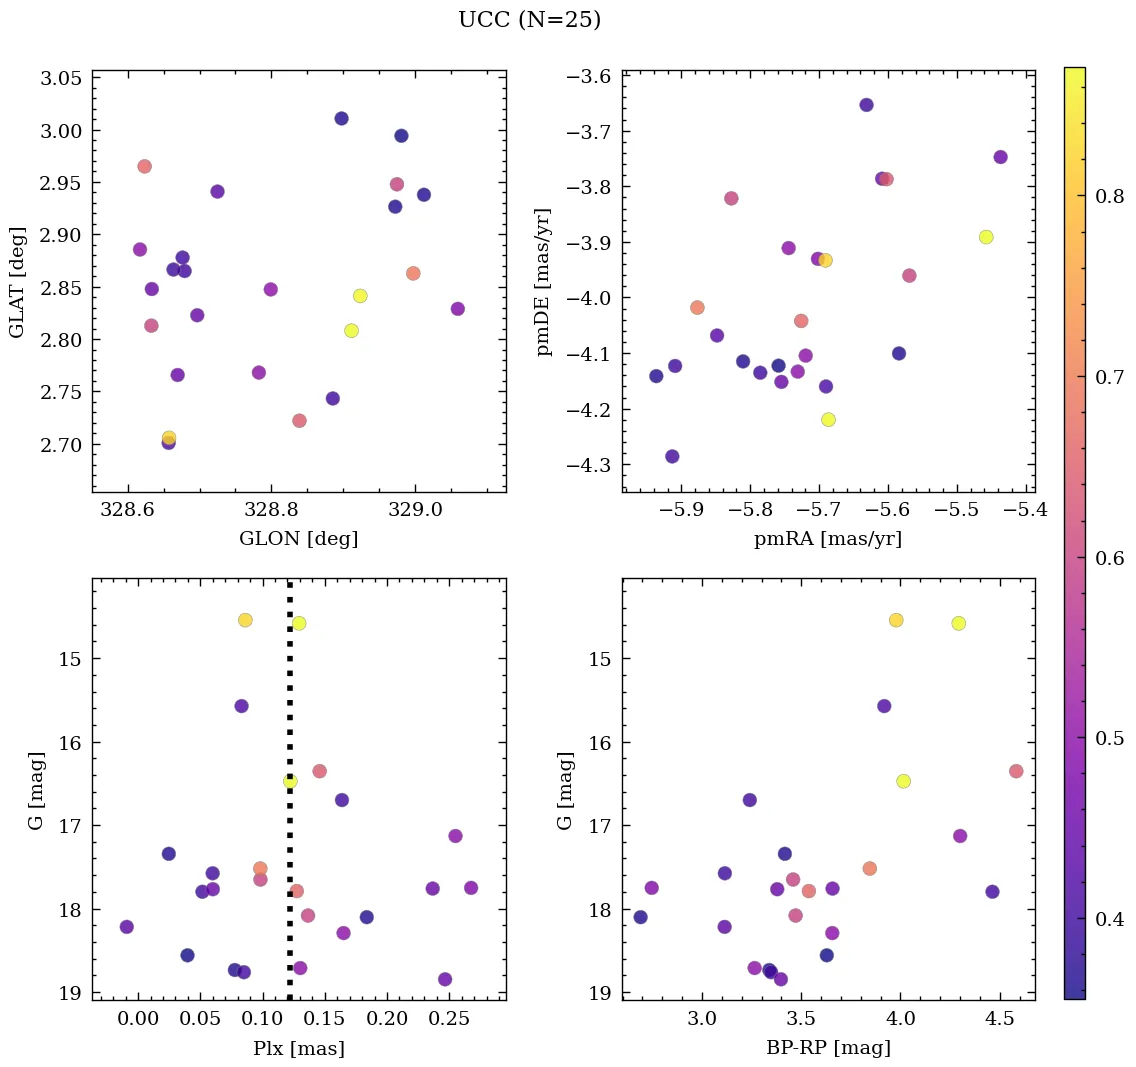 UCC (N=25)
3.05
3.00
2.95
2.90
2.85
2.80
2.75
2.70
GLAT [deg]
328.6 328.8 329.0
GLON [deg]
−3.6
−3.7
−3.8
−3.9
−4.0
−4.1
−4.2
−4.3
pmDE [mas/yr]
−5.9 −5.8 −5.7 −5.6 −5.5 −5.4
pmRA [mas/yr]
15
16
17
18
19
G [mag]
0.00 0.05 0.10 0.15 0.20 0.25
Plx [mas]
15
16
17
18
19
G [mag]
3.0 3.5 4.0 4.5
BP-RP [mag]
0.8
0.7
0.6
0.5
0.4